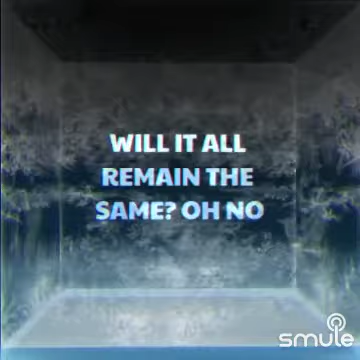 WILL IT ALL
REMAIN THE
SAME? OH NO
smule